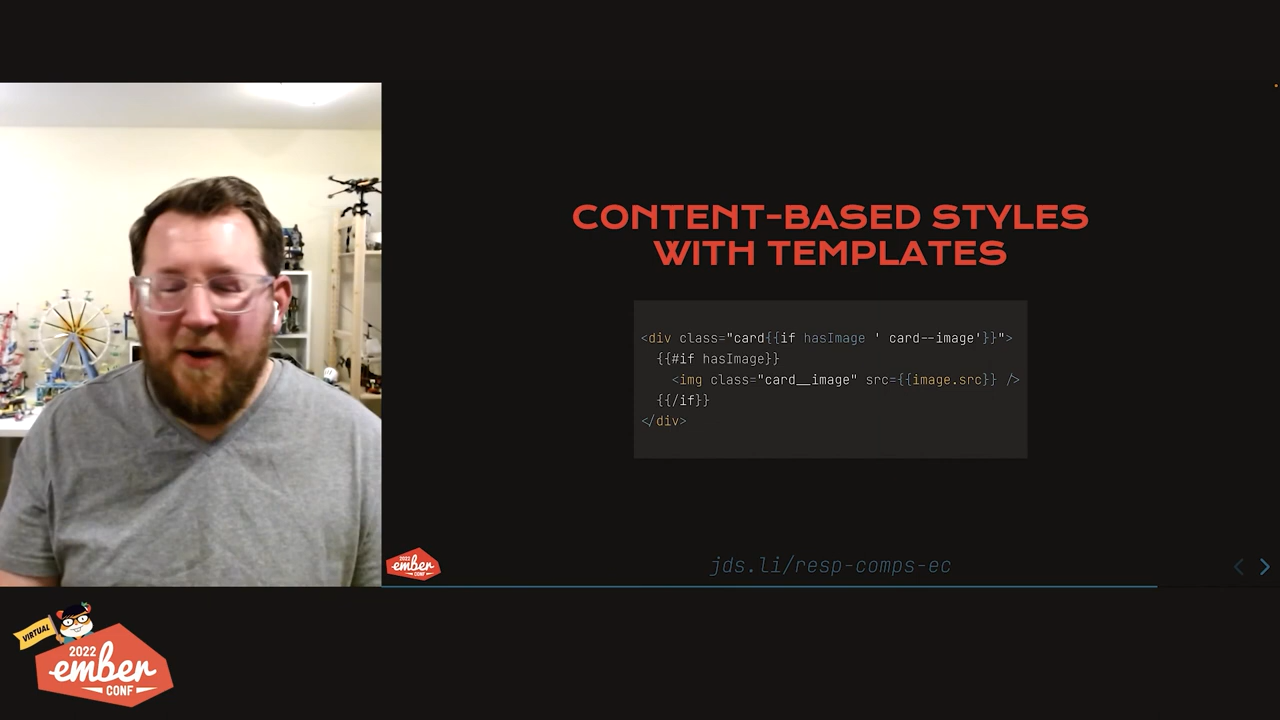 CONTENT-BASED STYLES
WITH TEMPLATES
<div class="card{{if hasImage ' card--image'}}">
{{#if hasImage}}
<img class="card__image" src={{image.src}} />
{{/if}}
</div>
2022
ember
CONF
jds.li/resp-comps-ec
VIRTUAL
2022
ember
CONF